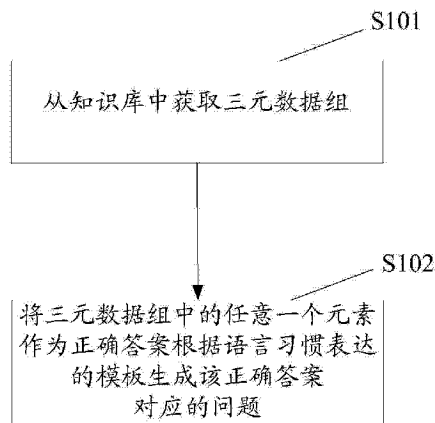 S101
从知识库中获取三元数据组
S102
将三元数据组中的任意一个元素
作为正确答案根据语言习惯表达
的模板生成该正确答案
对应的问题